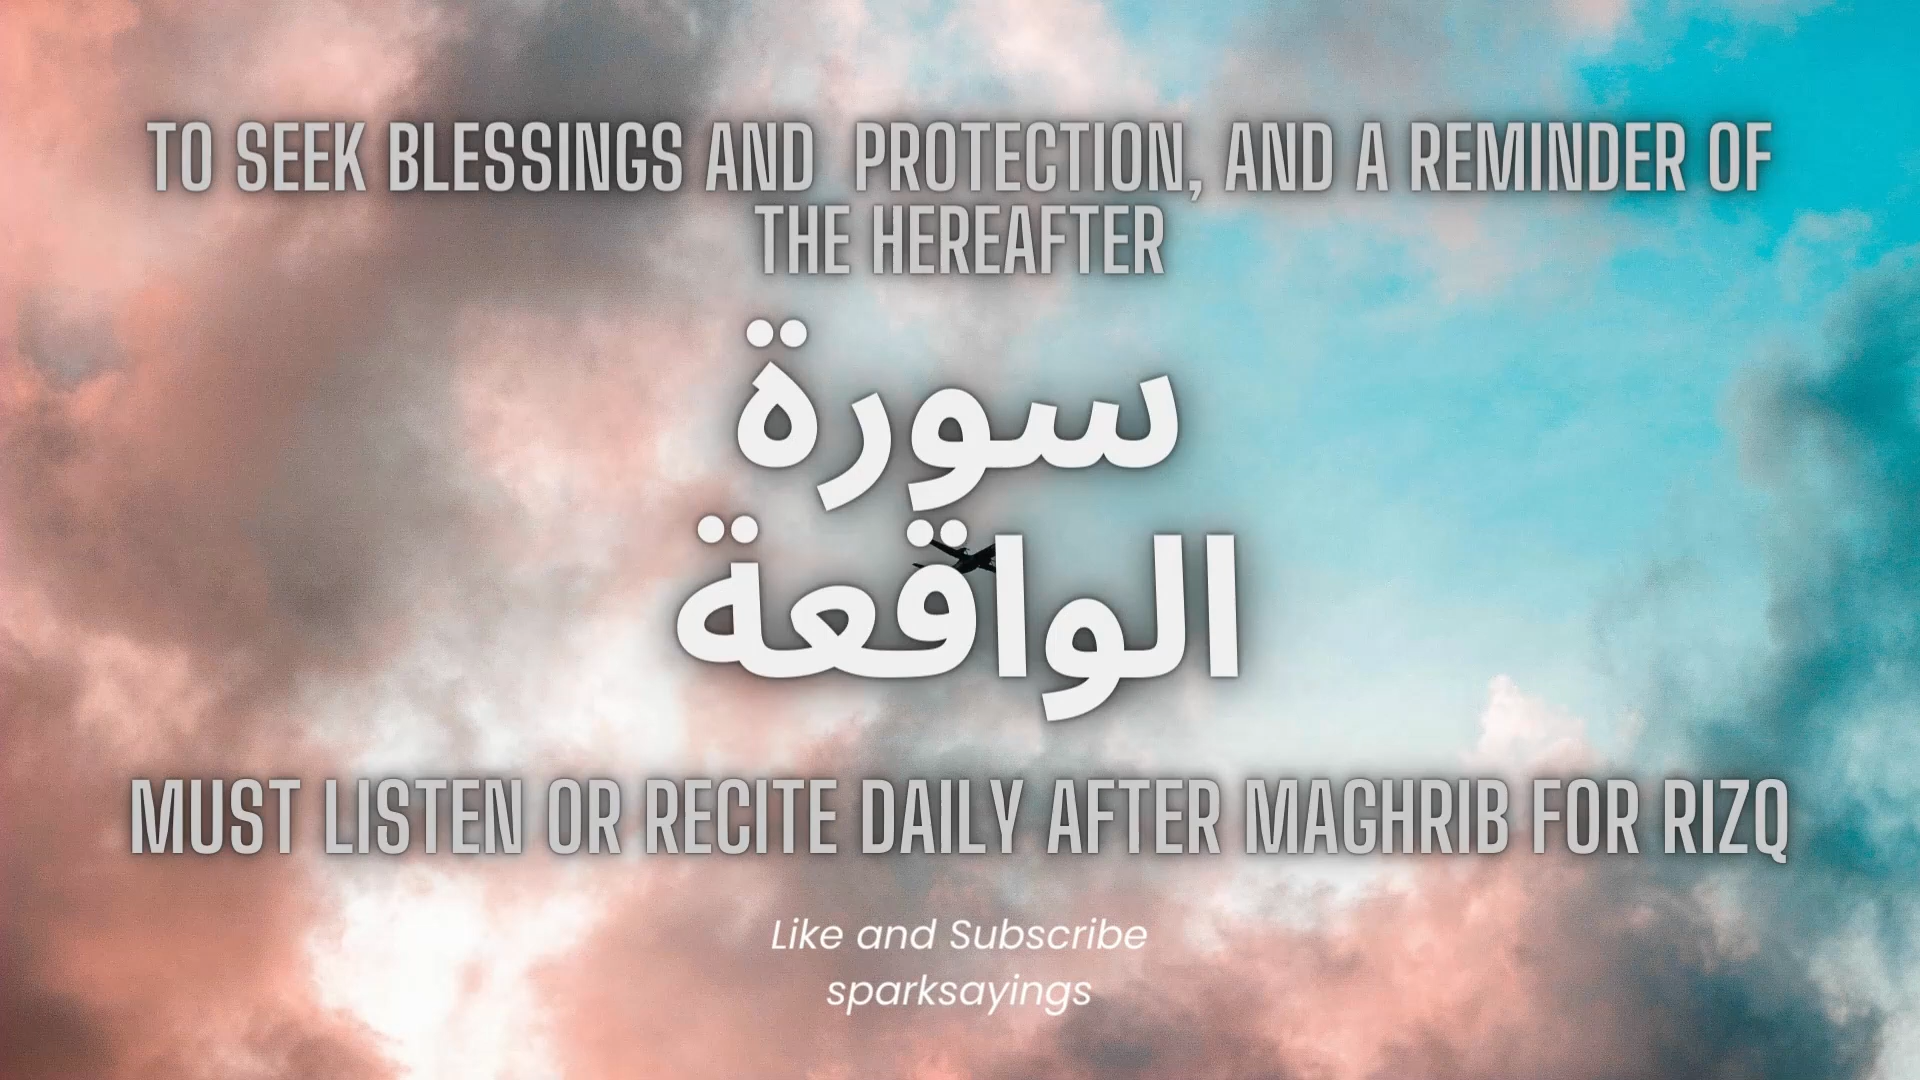 TO SEEK BLESSINGS AND PROTECTION, AND A REMINDER OF
THE HEREAFTER
سورة
الواقعة
MUST LISTEN OR RECITE DAILY AFTER MAGHRIB FOR RIZQ
Like and Subscribe
sparksayings